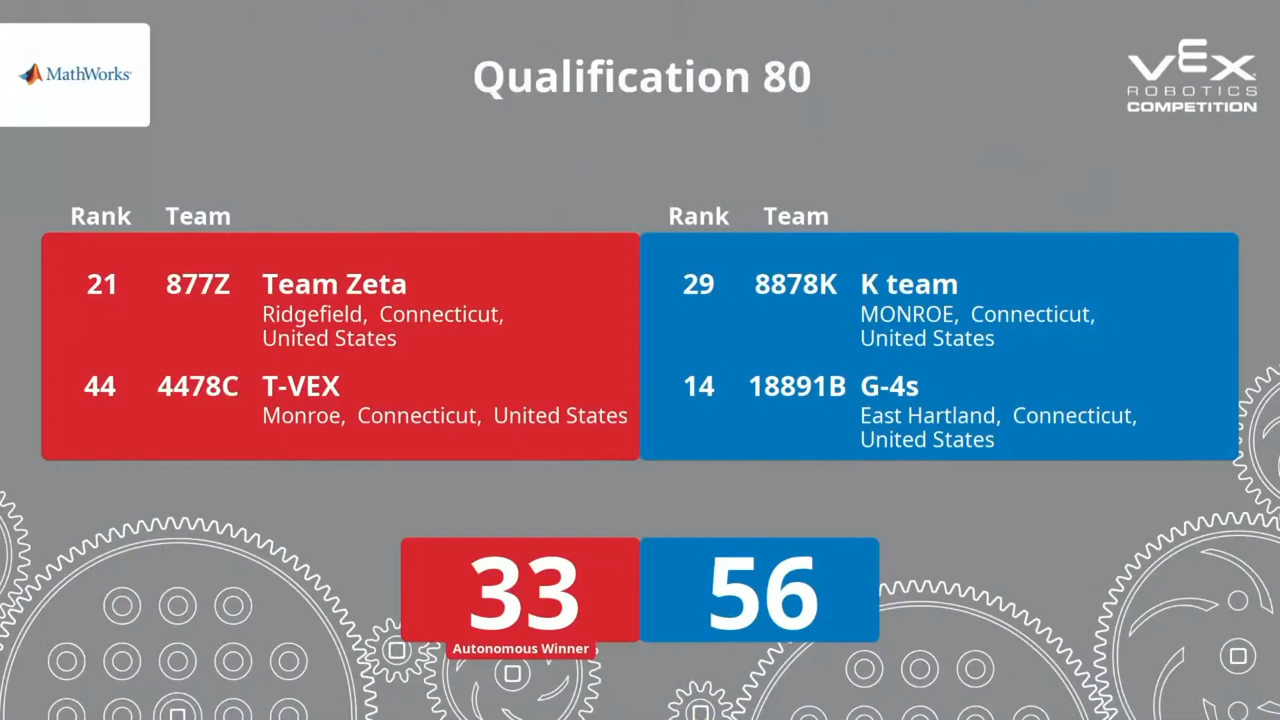 MathWorks
Qualification 80
VEX
ROBOTICS
COMPETITION
Rank Team
21 877Z Team Zeta
Ridgefield, Connecticut,
United States
44 4478C T-VEX
Monroe, Connecticut, United States
Rank Team
29 8878K K team
MONROE, Connecticut,
United States
14 18891B G-4s
East Hartland, Connecticut,
United States
33
Autonomous Winner
56